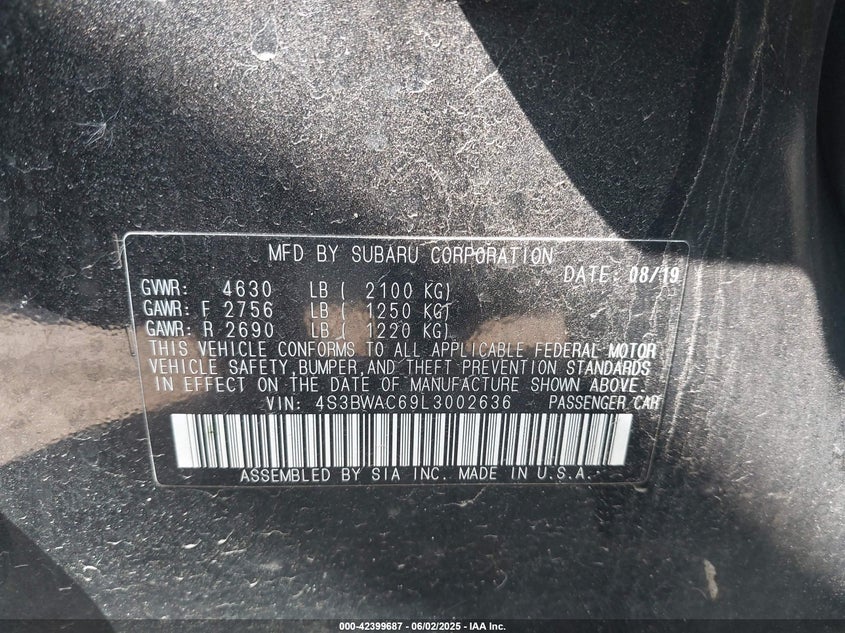 MFD BY SUBARU CORPORATION
DATE: 08/19
GVWR: 4630 LB ( 2100 KG)
GAWR: F 2756 LB ( 1250 KG)
GAWR: R 2690 LB ( 1220 KG)
THIS VEHICLE CONFORMS TO ALL APPLICABLE FEDERAL MOTOR
VEHICLE SAFETY, BUMPER, AND THEFT PREVENTION STANDARDS
IN EFFECT ON THE DATE OF MANUFACTURE SHOWN ABOVE.
VIN: 4S3BWAC69L3002636 PASSENGER CAR
ASSEMBLED BY SIA INC. MADE IN U.S.A.
000-42399687 - 06/02/2025 - IAA Inc.